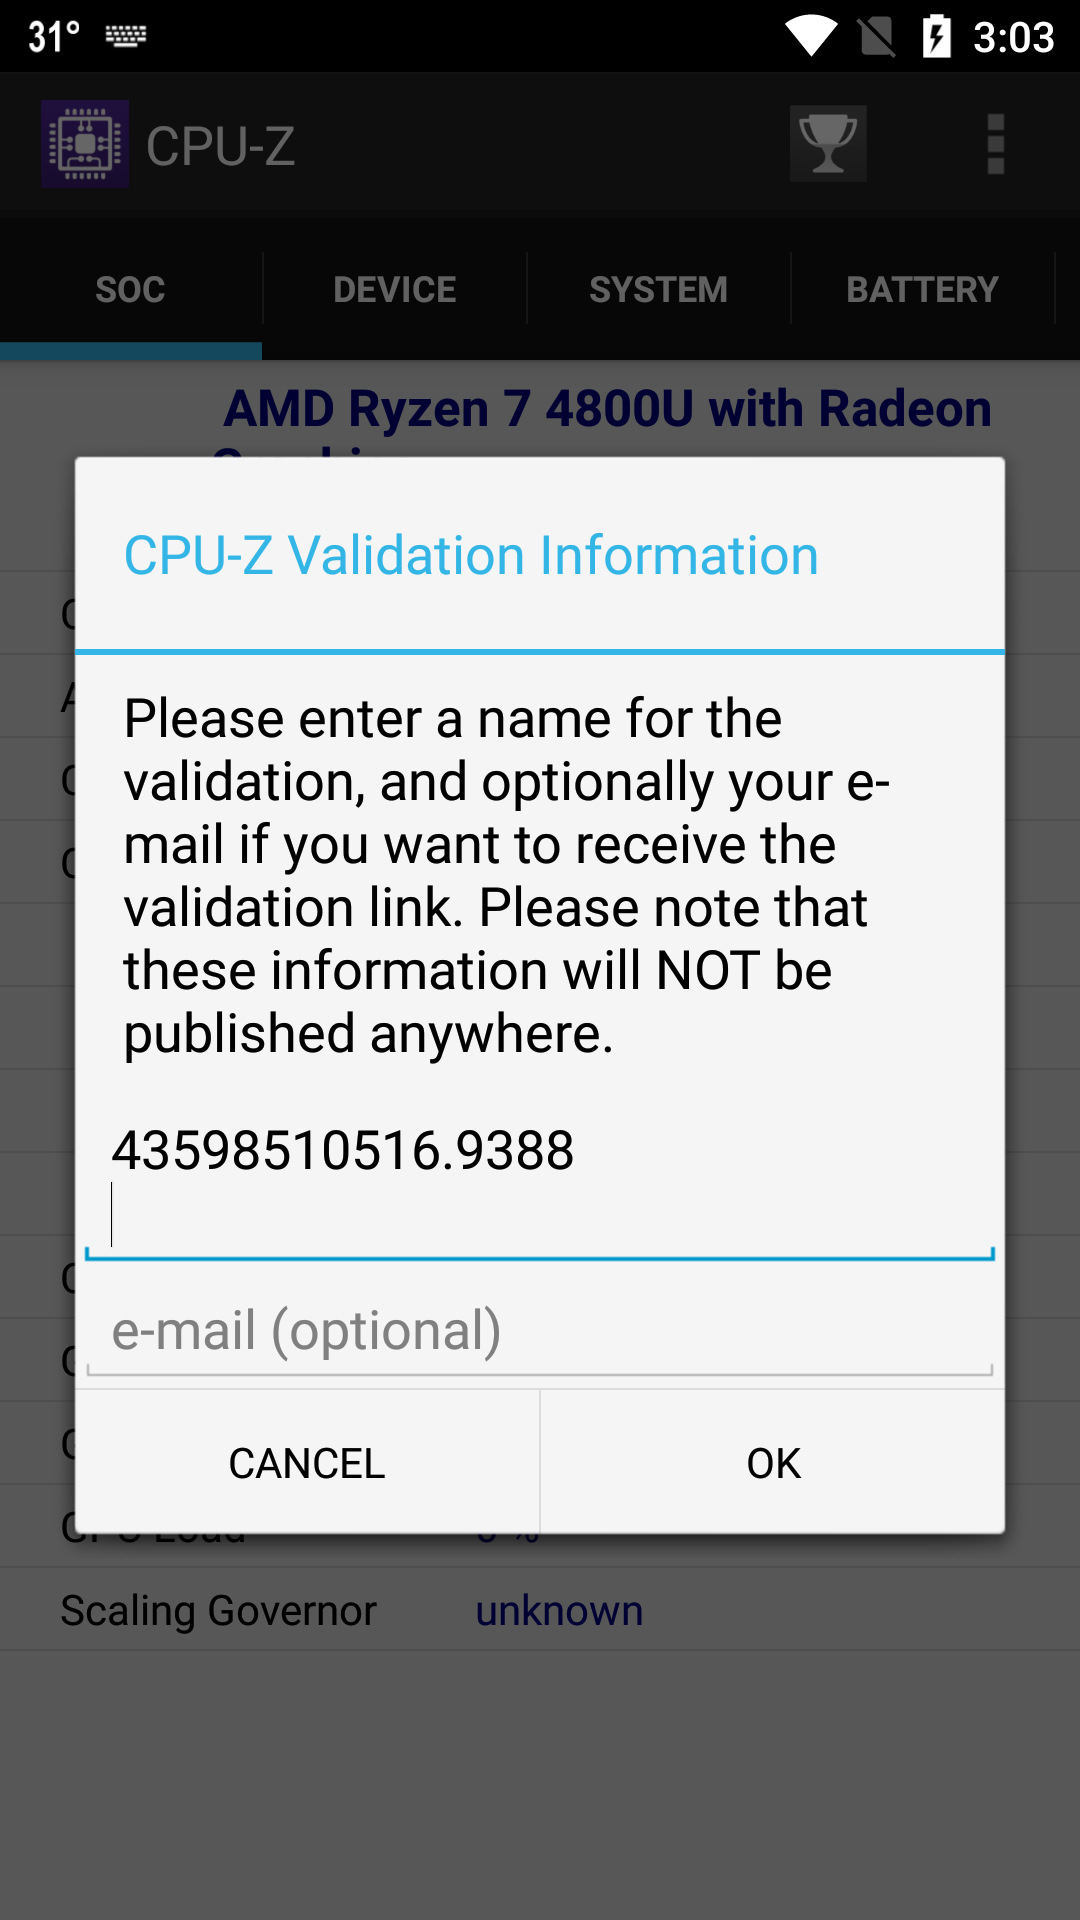 31° 3:03
CPU-Z
SOC DEVICE SYSTEM BATTERY
AMD Ryzen 7 4800U with Radeon
CPU-Z Validation Information
Please enter a name for the
validation, and optionally your e-
mail if you want to receive the
validation link. Please note that
these information will NOT be
published anywhere.
43598510516.9388
e-mail (optional)
CANCEL OK
Scaling Governor unknown